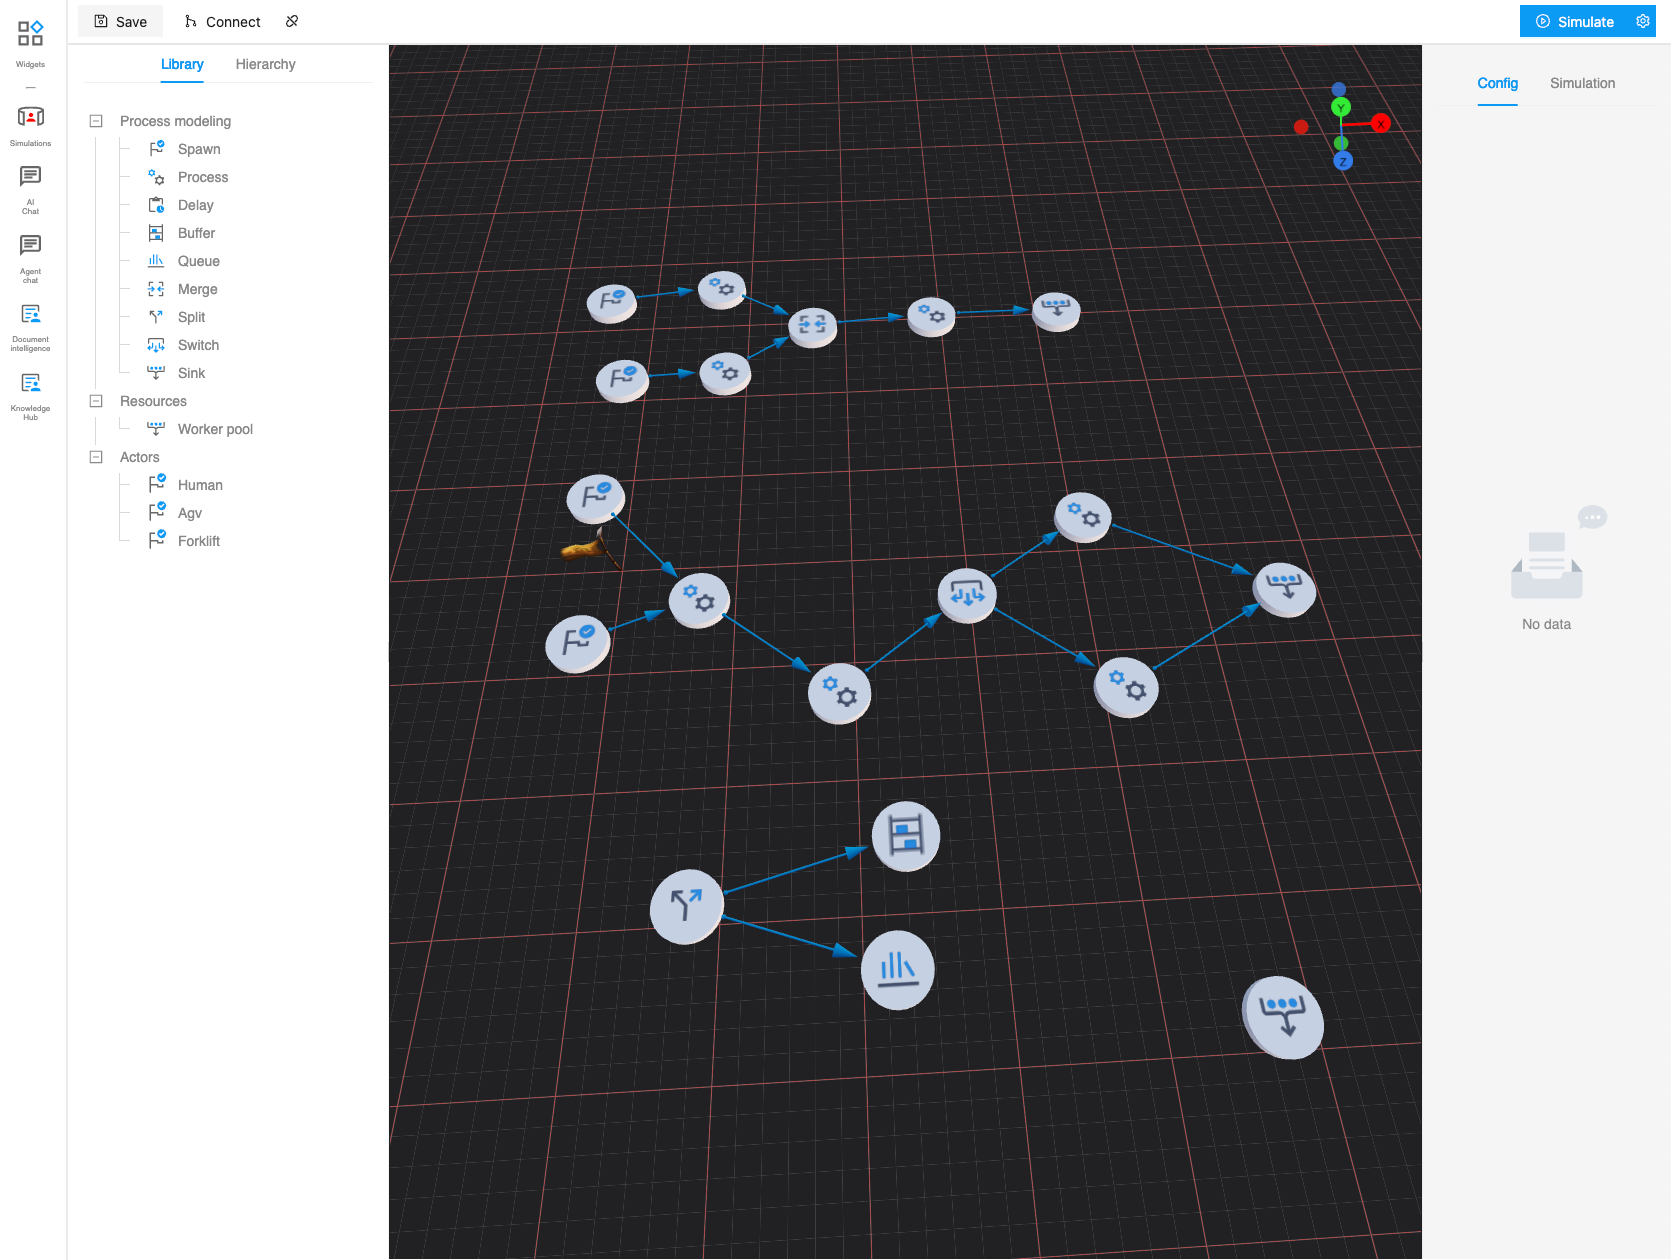 Save
Connect
Simulate
Widgets
Simulations
AI
Chat
Agent
chat
Document
intelligence
Knowledge
Hub
Library
Hierarchy
Process modeling
Spawn
Process
Delay
Buffer
Queue
Merge
Split
Switch
Sink
Resources
Worker pool
Actors
Human
Agv
Forklift
Y
X
Z
Config
Simulation
No data